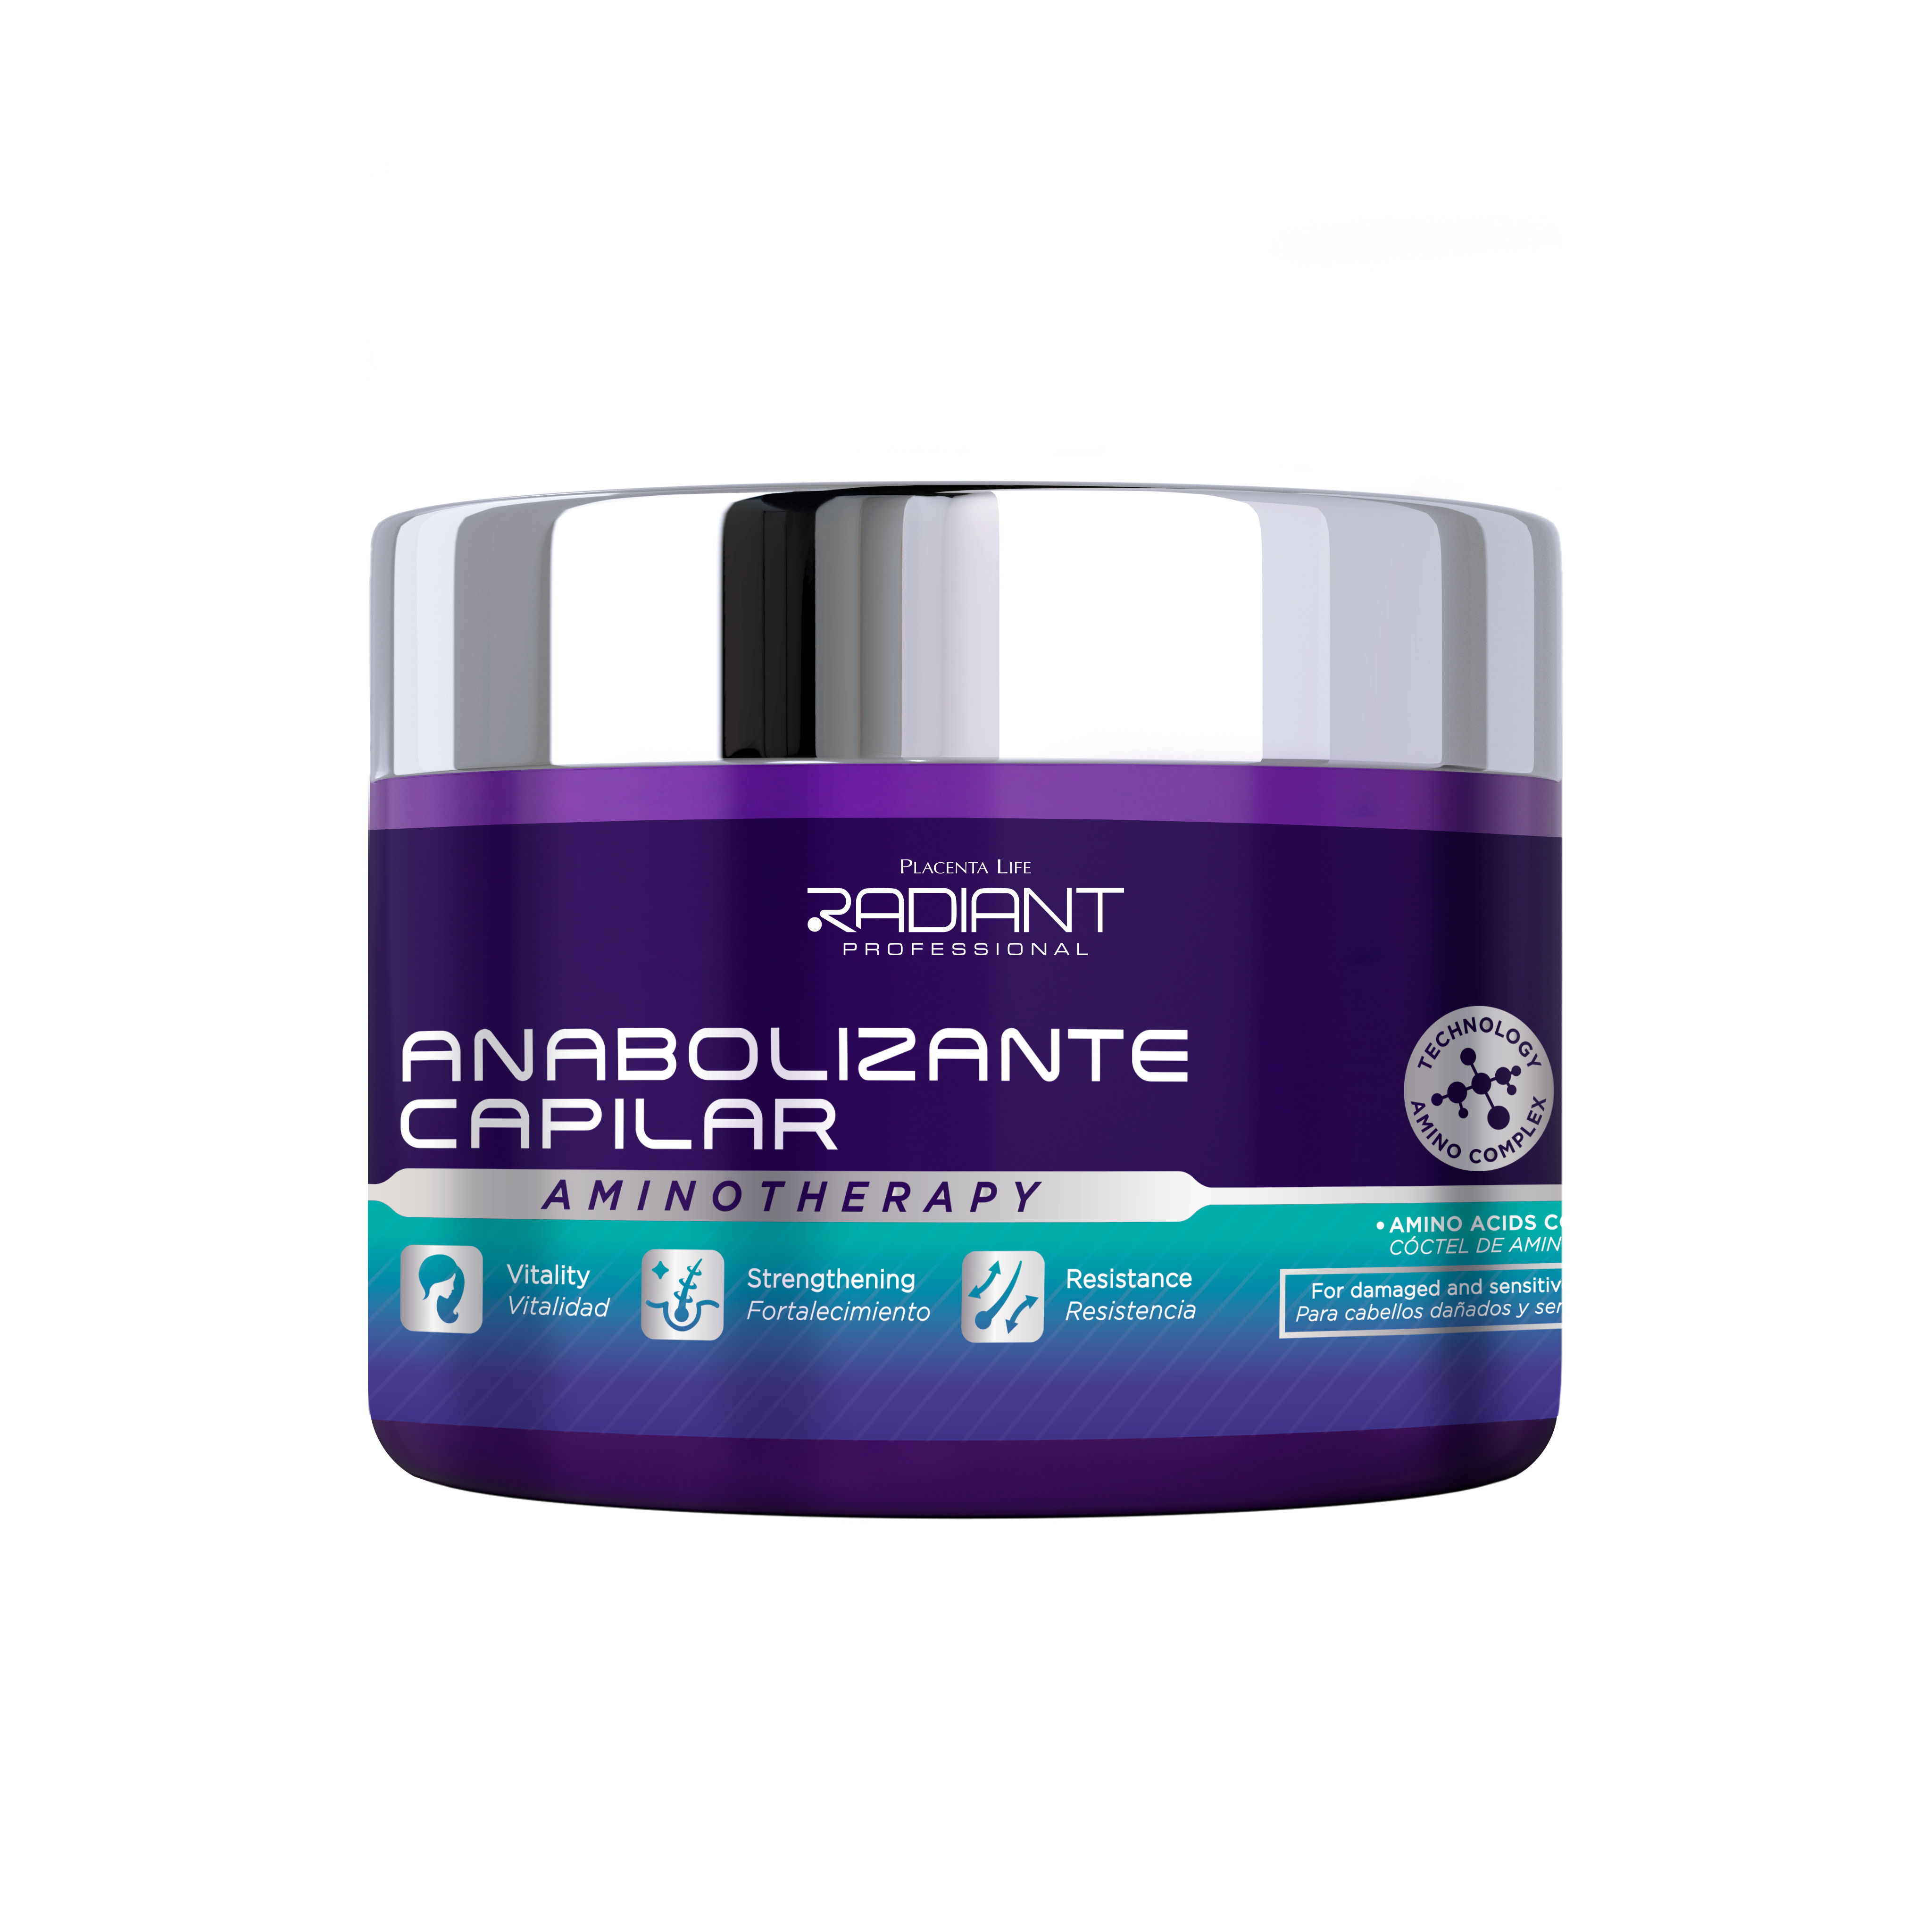 PLACENTA LIFE
RADIANT
PROFESSIONAL
ANABOLIZANTE
CAPILAR
AMINOTHERAPY
TECHNOLOGY
AMINO COMPLEX
• AMINO ACIDS
CÓCTEL DE
Vitality
Vitalidad
Strengthening
Fortalecimiento
Resistance
Resistencia
For damaged and
Para cabellos dañados y